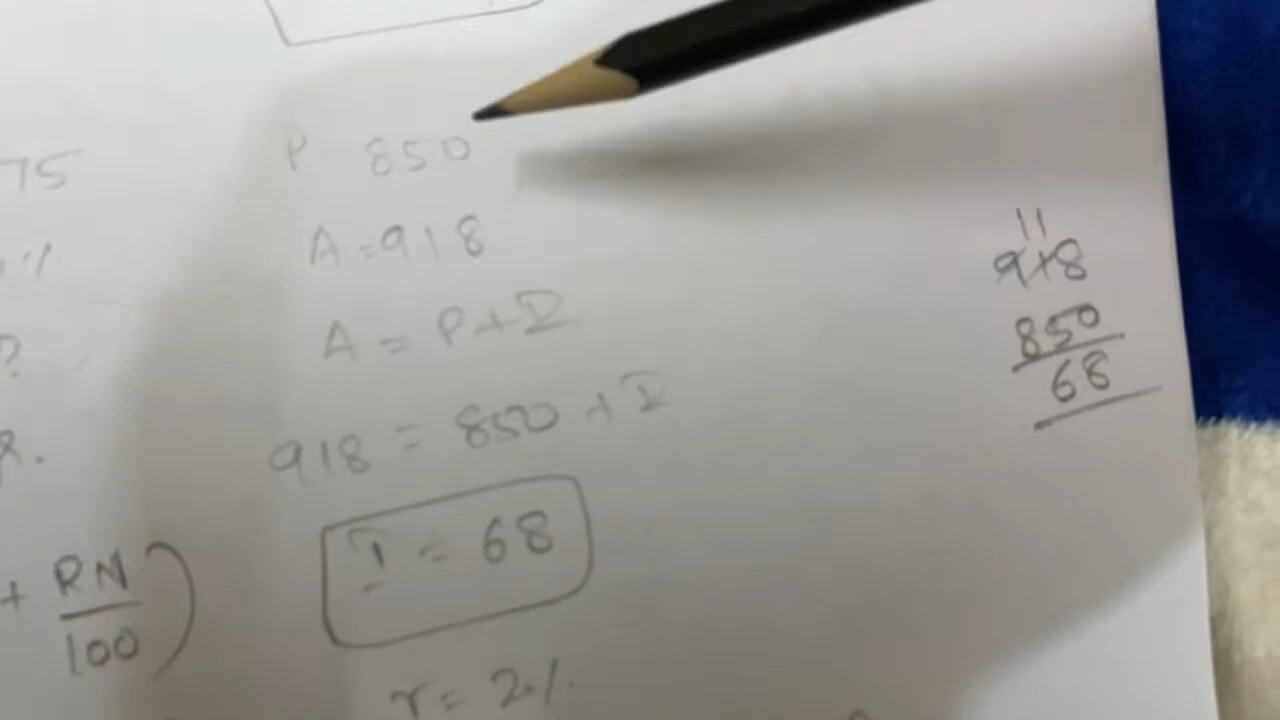 75
%
?
+ RN
100 )
P 850
A = 918
A = P + I
918 = 850 + I
I = 68
r = 2%
11
918
850
68